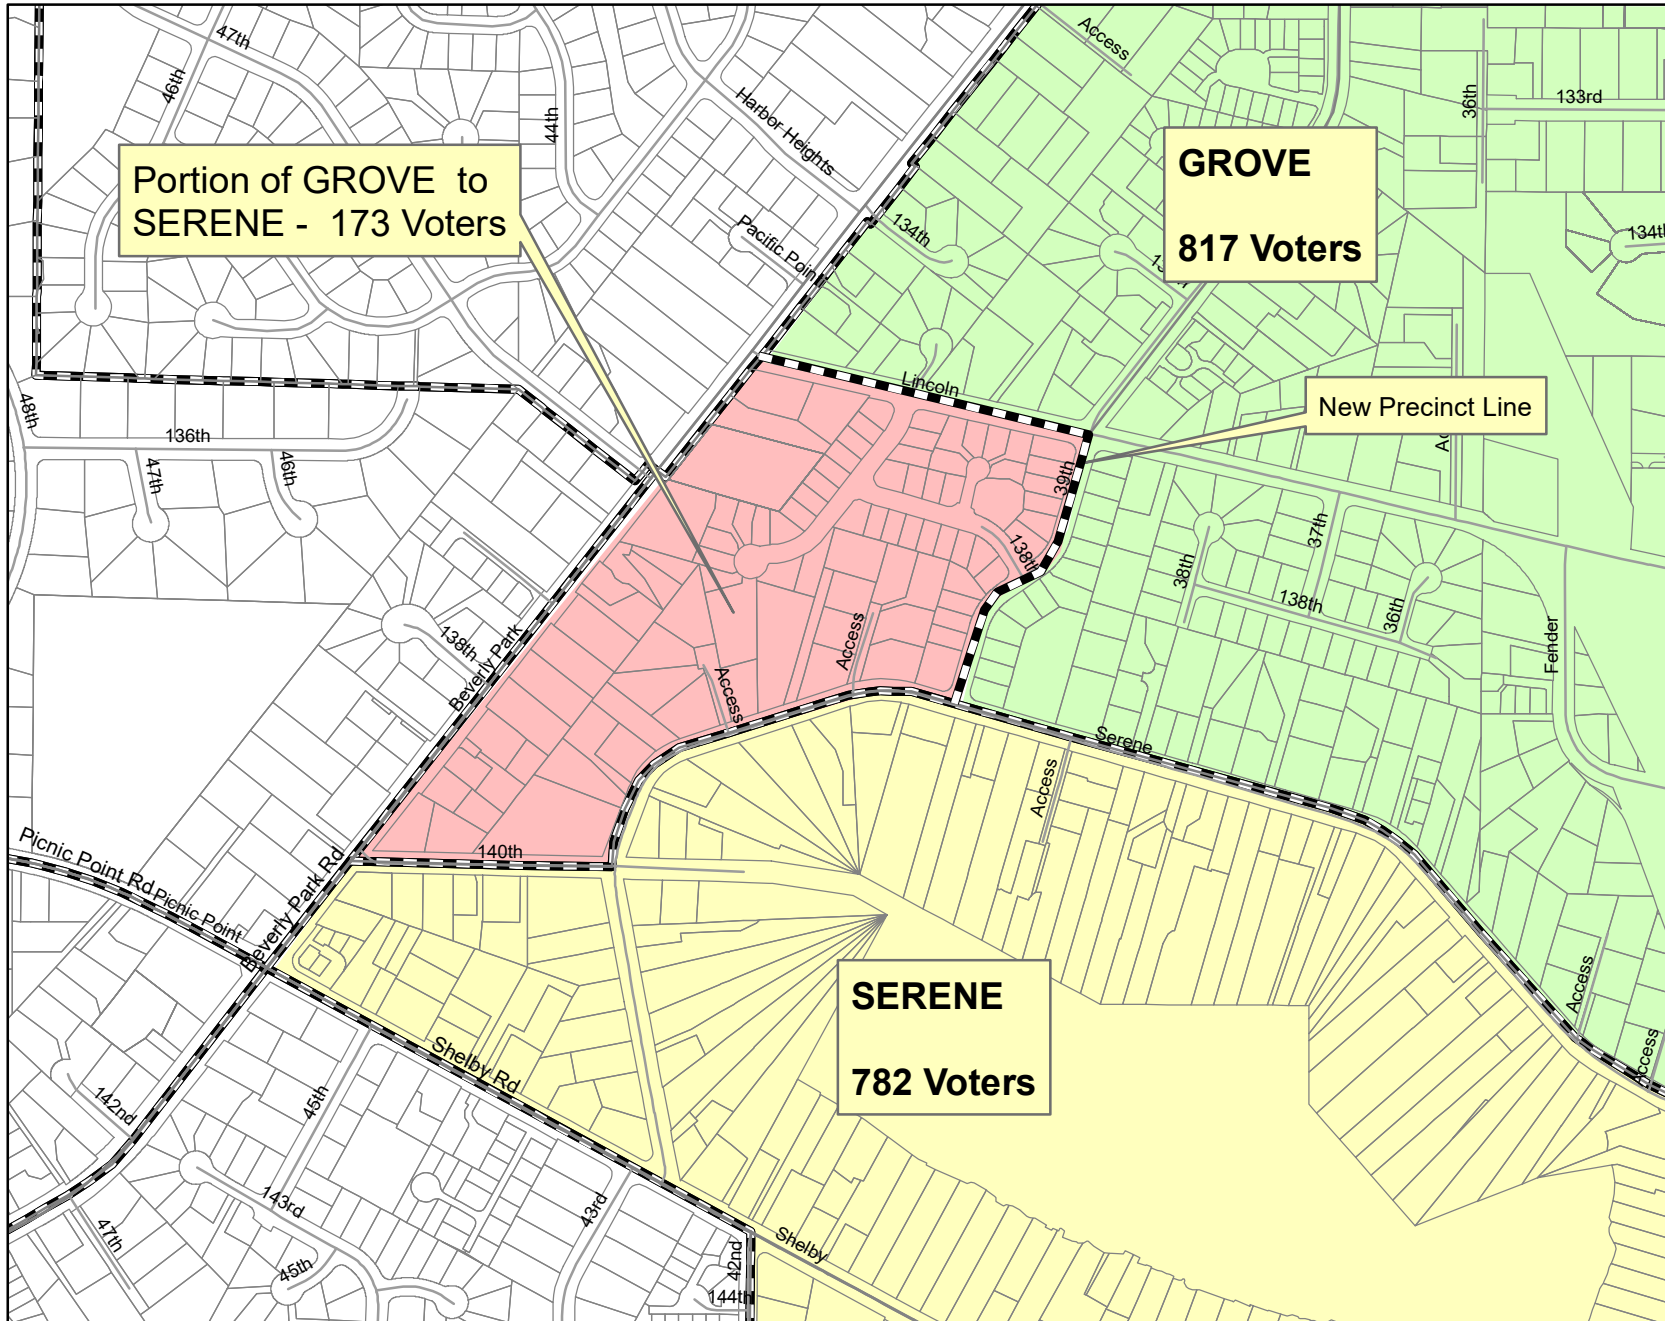 Access
47th
46th
36th
133rd
Harbor Heights
44th
Portion of GROVE to
SERENE - 173 Voters
GROVE
817 Voters
134th
134th
Pacific Point
Lincoln
New Precinct Line
48th
136th
47th
46th
39th
37th
138th
38th
138th
36th
Access
Access
138th
Beverly Park
Fender
Serene
Access
140th
Picnic Point Rd
Picnic Point
Beverly Park Rd
SERENE
782 Voters
Access
Access
Shelby Rd
142nd
45th
143rd
43rd
47th
45th
42nd
Shelby
144th